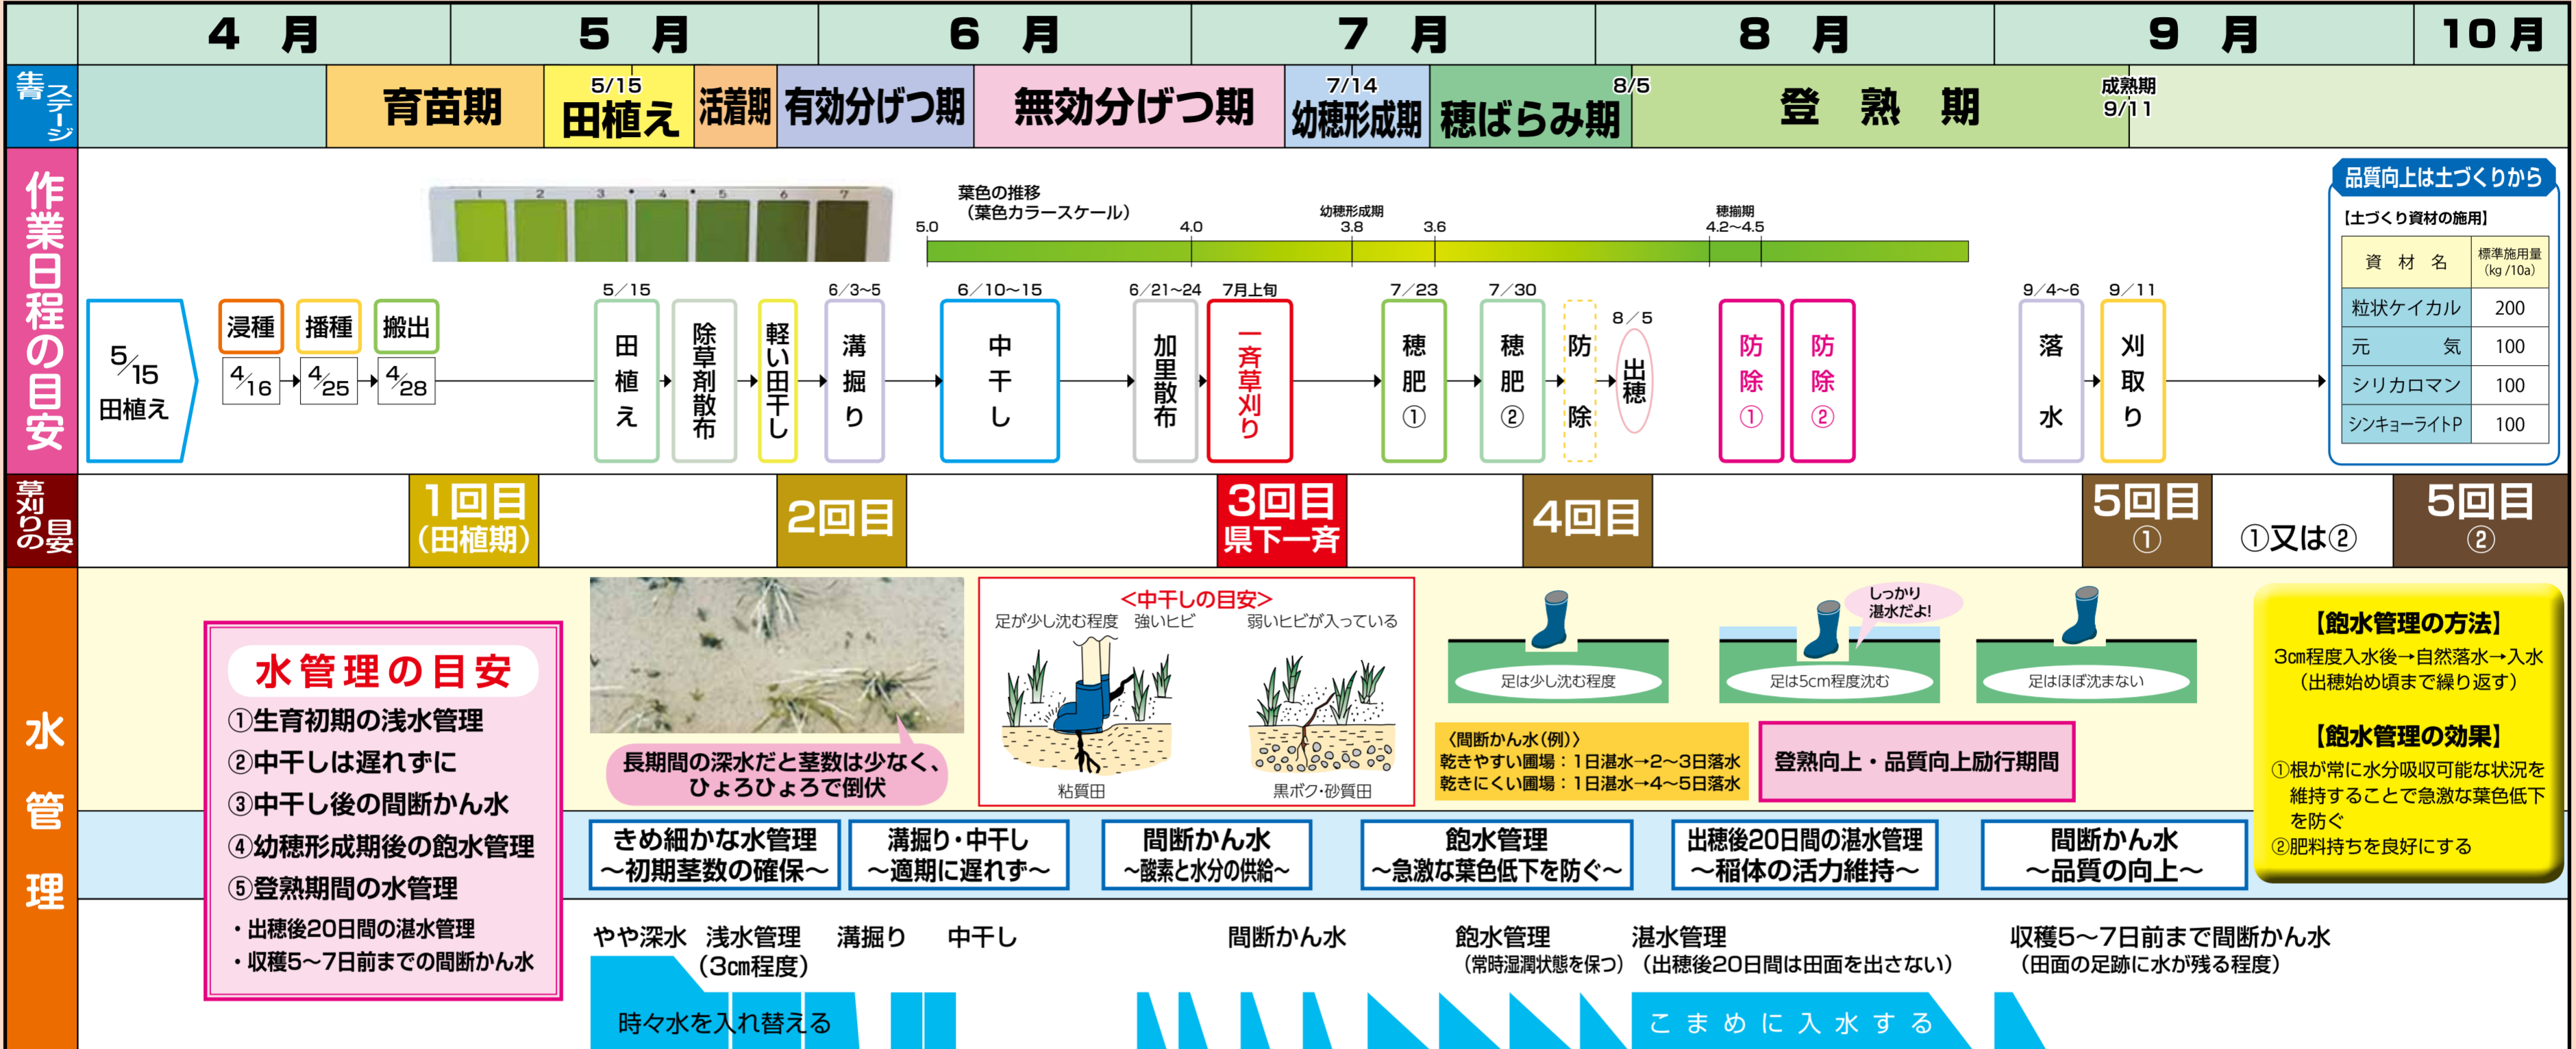 4 月
5 月
6 月
7 月
8 月
9 月
10月
生育ステージ
育苗期
5/15
田植え
活着期
有効分げつ期
無効分げつ期
7/14
幼穂形成期
穂ばらみ期
8/5
登 熟 期
成熟期
9/11
作業日程の目安
1 2 3 • 4 • 5 6 7
葉色の推移
(葉色カラースケール)
5.0
4.0
幼穂形成期
3.8
3.6
穂揃期
4.2〜4.5
5/15
田植え
浸種
4/16
播種
4/25
搬出
4/28
5/15
田植え
除草剤散布
軽い田干し
6/3~5
溝掘り
6/10~15
中干し
6/21~24
加里散布
7月上旬
一斉草刈り
7/23
穂肥①
7/30
穂肥②
防除
8/5
出穂
防除①
防除②
9/4~6
落水
9/11
刈取り
品質向上は土づくりから
【土づくり資材の施用】
資 材 名
標準施用量
(kg/10a)
粒状ケイカル 200
元 気 100
シリカロマン 100
シンキョーライトP 100
草刈りの目安
1回目
(田植期)
2回目
3回目
県下一斉
4回目
5回目
①
①又は②
5回目
②
水管理
水管理の目安
①生育初期の浅水管理
②中干しは遅れずに
③中干し後の間断かん水
④幼穂形成期後の飽水管理
⑤登熟期間の水管理
・出穂後20日間の湛水管理
・収穫5〜7日前までの間断かん水
長期間の深水だと茎数は少なく、
ひょろひょろで倒伏
<中干しの目安>
足が少し沈む程度 強いヒビ
弱いヒビが入っている
粘質田
黒ボク・砂質田
足は少し沈む程度
しっかり
湛水だよ!
足は5cm程度沈む
足はほぼ沈まない
〈間断かん水(例)〉
乾きやすい圃場:1日湛水→2〜3日落水
乾きにくい圃場:1日湛水→4〜5日落水
登熟向上・品質向上励行期間
【飽水管理の方法】
3cm程度入水後→自然落水→入水
(出穂始め頃まで繰り返す)
【飽水管理の効果】
①根が常に水分吸収可能な状況を
維持することで急激な葉色低下
を防ぐ
②肥料持ちを良好にする
きめ細かな水管理
〜初期茎数の確保〜
溝掘り・中干し
〜適期に遅れず〜
間断かん水
〜酸素と水分の供給〜
飽水管理
〜急激な葉色低下を防ぐ〜
出穂後20日間の湛水管理
〜稲体の活力維持〜
間断かん水
〜品質の向上〜
やや深水
浅水管理
(3cm程度)
溝掘り
中干し
間断かん水
飽水管理
(常時湿潤状態を保つ)
湛水管理
(出穂後20日間は田面を出さない)
収穫5〜7日前まで間断かん水
(田面の足跡に水が残る程度)
時々水を入れ替える
こまめに入水する